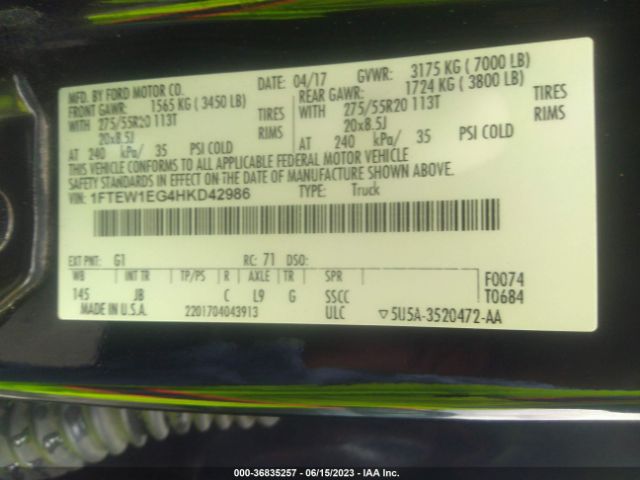 MFD. BY FORD MOTOR CO. DATE: 04/17 GVWR: 3175 KG ( 7000 LB)
FRONT GAWR: 1565 KG ( 3450 LB) REAR GAWR: 1724 KG ( 3800 LB)
WITH 275/55R20 113T TIRES WITH 275/55R20 113T TIRES
20x8.5J RIMS 20x8.5J RIMS
AT 240 kPa/ 35 PSI COLD AT 240 kPa/ 35 PSI COLD
THIS VEHICLE CONFORMS TO ALL APPLICABLE FEDERAL MOTOR VEHICLE
SAFETY STANDARDS IN EFFECT ON THE DATE OF MANUFACTURE SHOWN ABOVE.
VIN: 1FTEW1EG4HKD42986 TYPE: Truck
EXT PNT: G1 RC: 71 DSO:
WB INT TR TP/PS R AXLE TR SPR F0074
145 JB C L9 G SSCC T0684
MADE IN U.S.A. 2201704043913 ULC ▽5U5A-3520472-AA
000-36835257 - 06/15/2023 - IAA Inc.